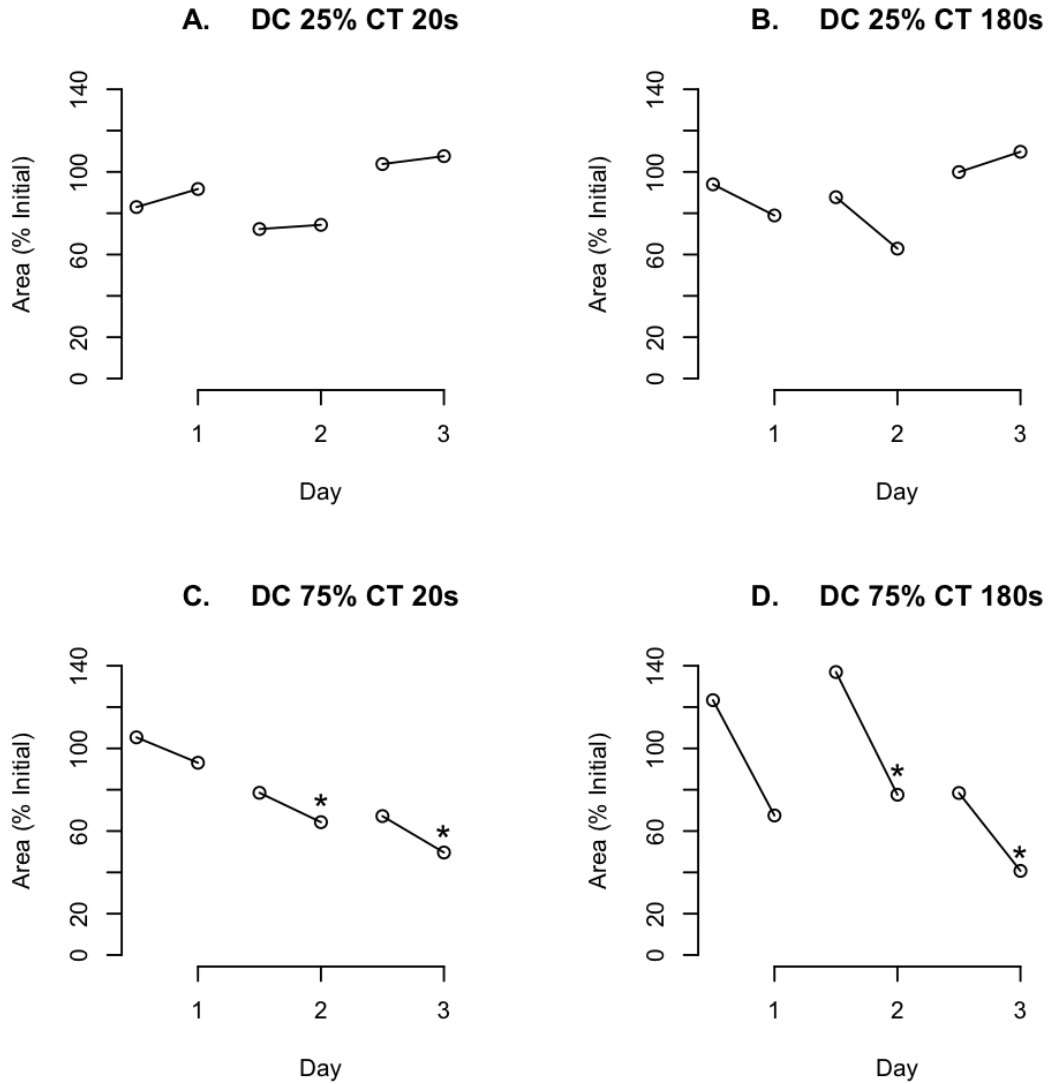 A. DC 25% CT 20s
Area (% Initial)
140
100
60
20
0
1 2 3
Day
B. DC 25% CT 180s
Area (% Initial)
140
100
60
20
0
1 2 3
Day
C. DC 75% CT 20s
Area (% Initial)
140
100
60
20
0
*
*
1 2 3
Day
D. DC 75% CT 180s
Area (% Initial)
140
100
60
20
0
*
*
1 2 3
Day